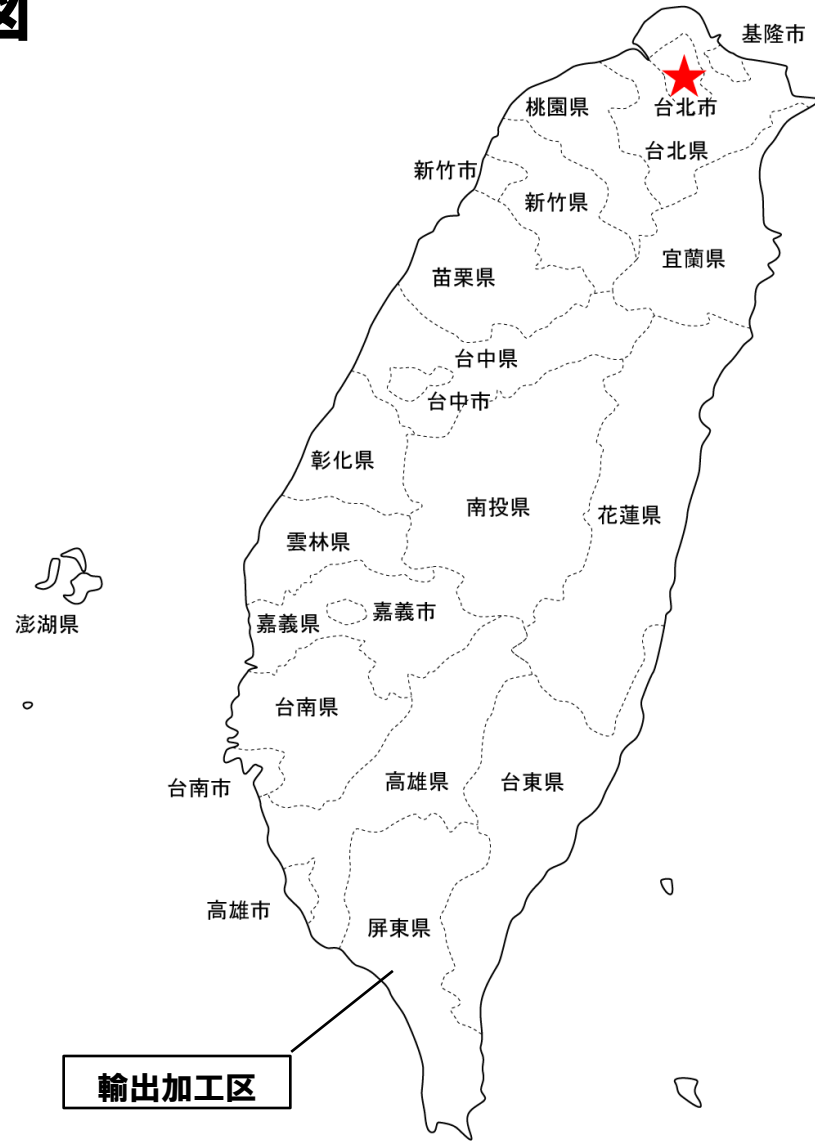 図
基隆市
桃園県
台北市
台北県
新竹市
新竹県
宜蘭県
苗栗県
台中県
台中市
彰化県
南投県
花蓮県
雲林県
澎湖県
嘉義県
嘉義市
台南県
台南市
高雄県
台東県
高雄市
屏東県
輸出加工区